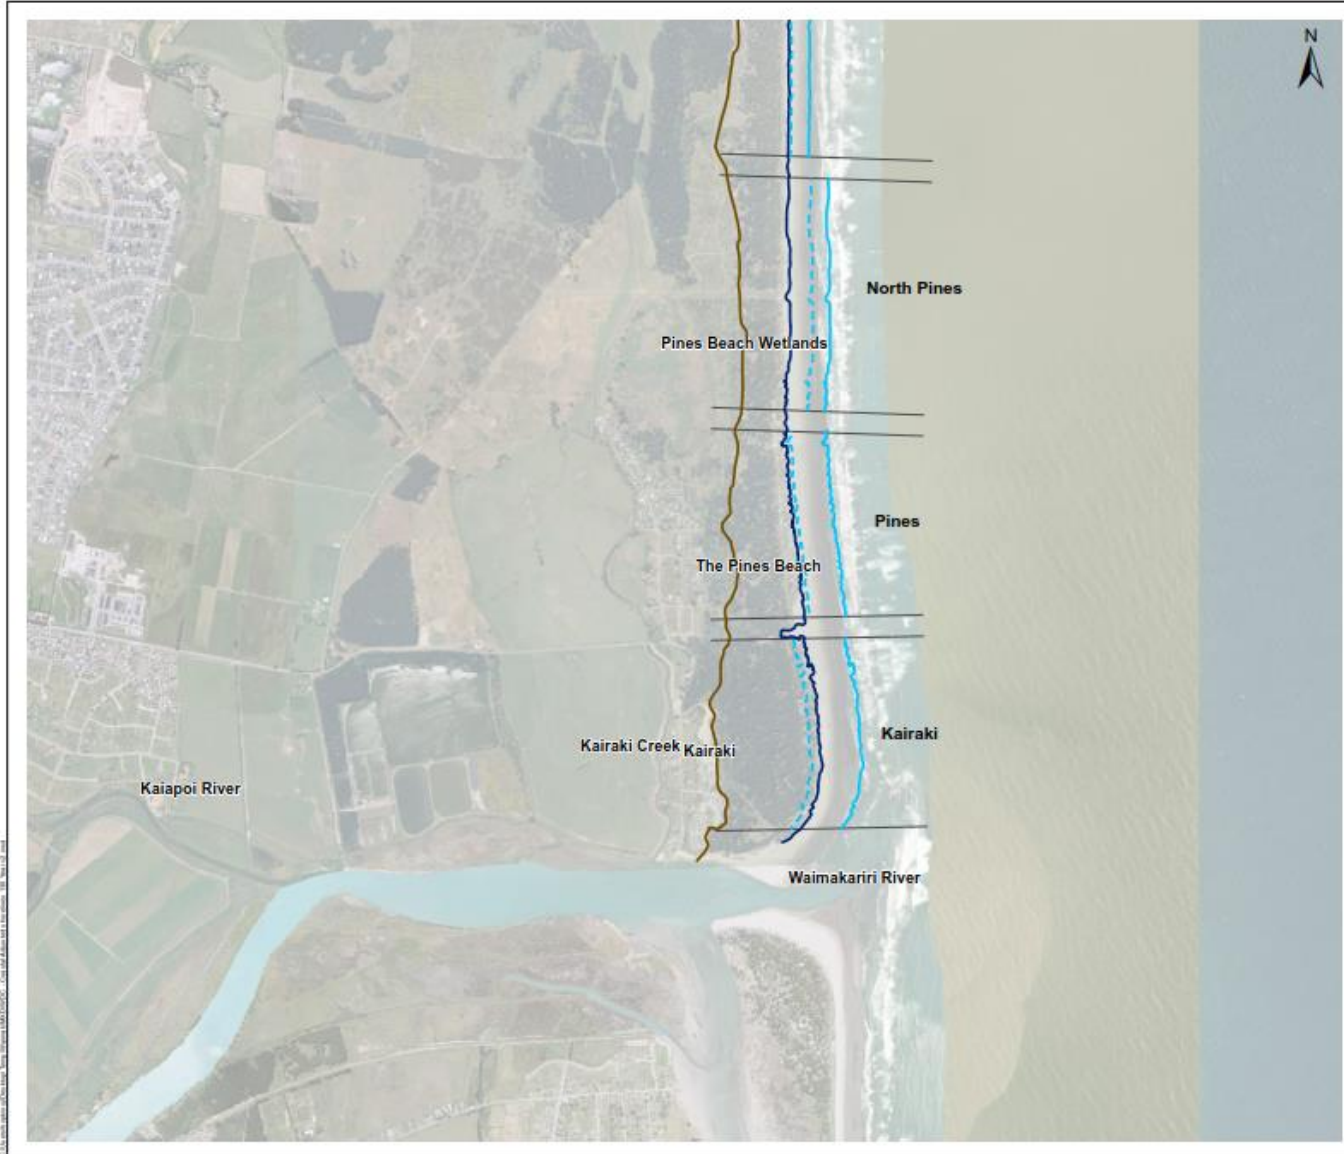 N
North Pines
Pines Beach Wetlands
Pines
The Pines Beach
Kairaki
Kairaki Creek
Kairaki
Kaiapoi River
Waimakariri River